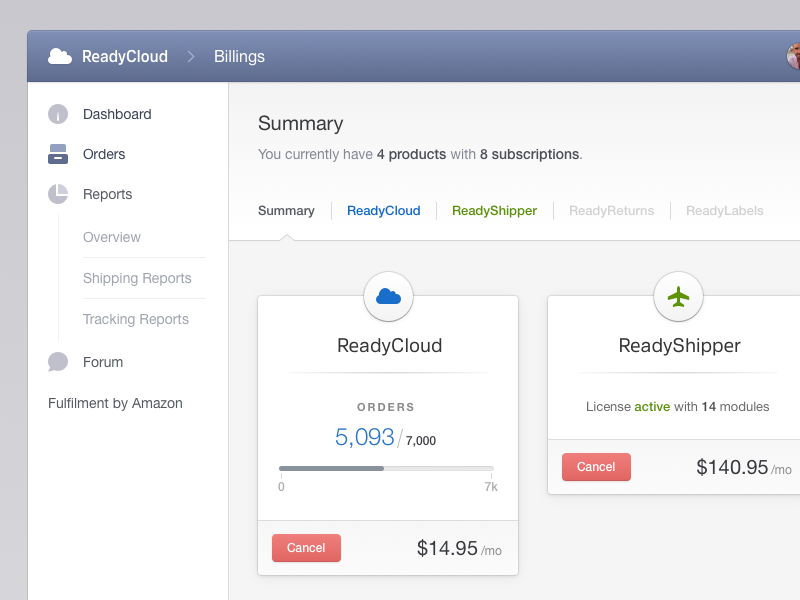 ReadyCloud > Billings
Dashboard
Orders
Reports
Overview
Shipping Reports
Tracking Reports
Forum
Fulfilment by Amazon
Summary
You currently have 4 products with 8 subscriptions.
Summary ReadyCloud ReadyShipper ReadyReturns ReadyLabels
ReadyCloud
ORDERS
5,093/7,000
0 7k
Cancel $14.95 /mo
ReadyShipper
License active with 14 modules
Cancel $140.95 /mo